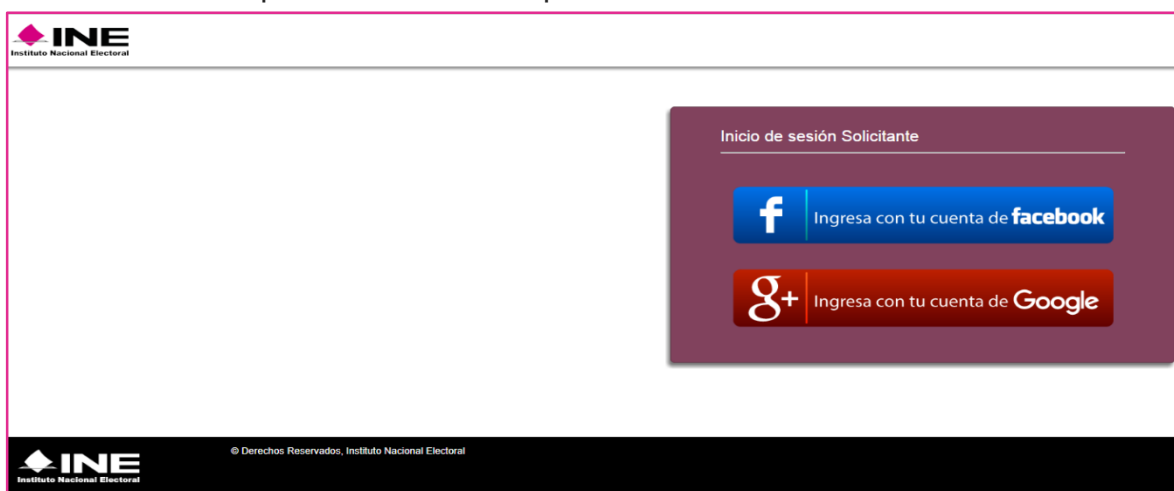 INE
Instituto Nacional Electoral
Inicio de sesión Solicitante
f Ingresa con tu cuenta de facebook
g+ Ingresa con tu cuenta de Google
INE
Instituto Nacional Electoral
© Derechos Reservados, Instituto Nacional Electoral